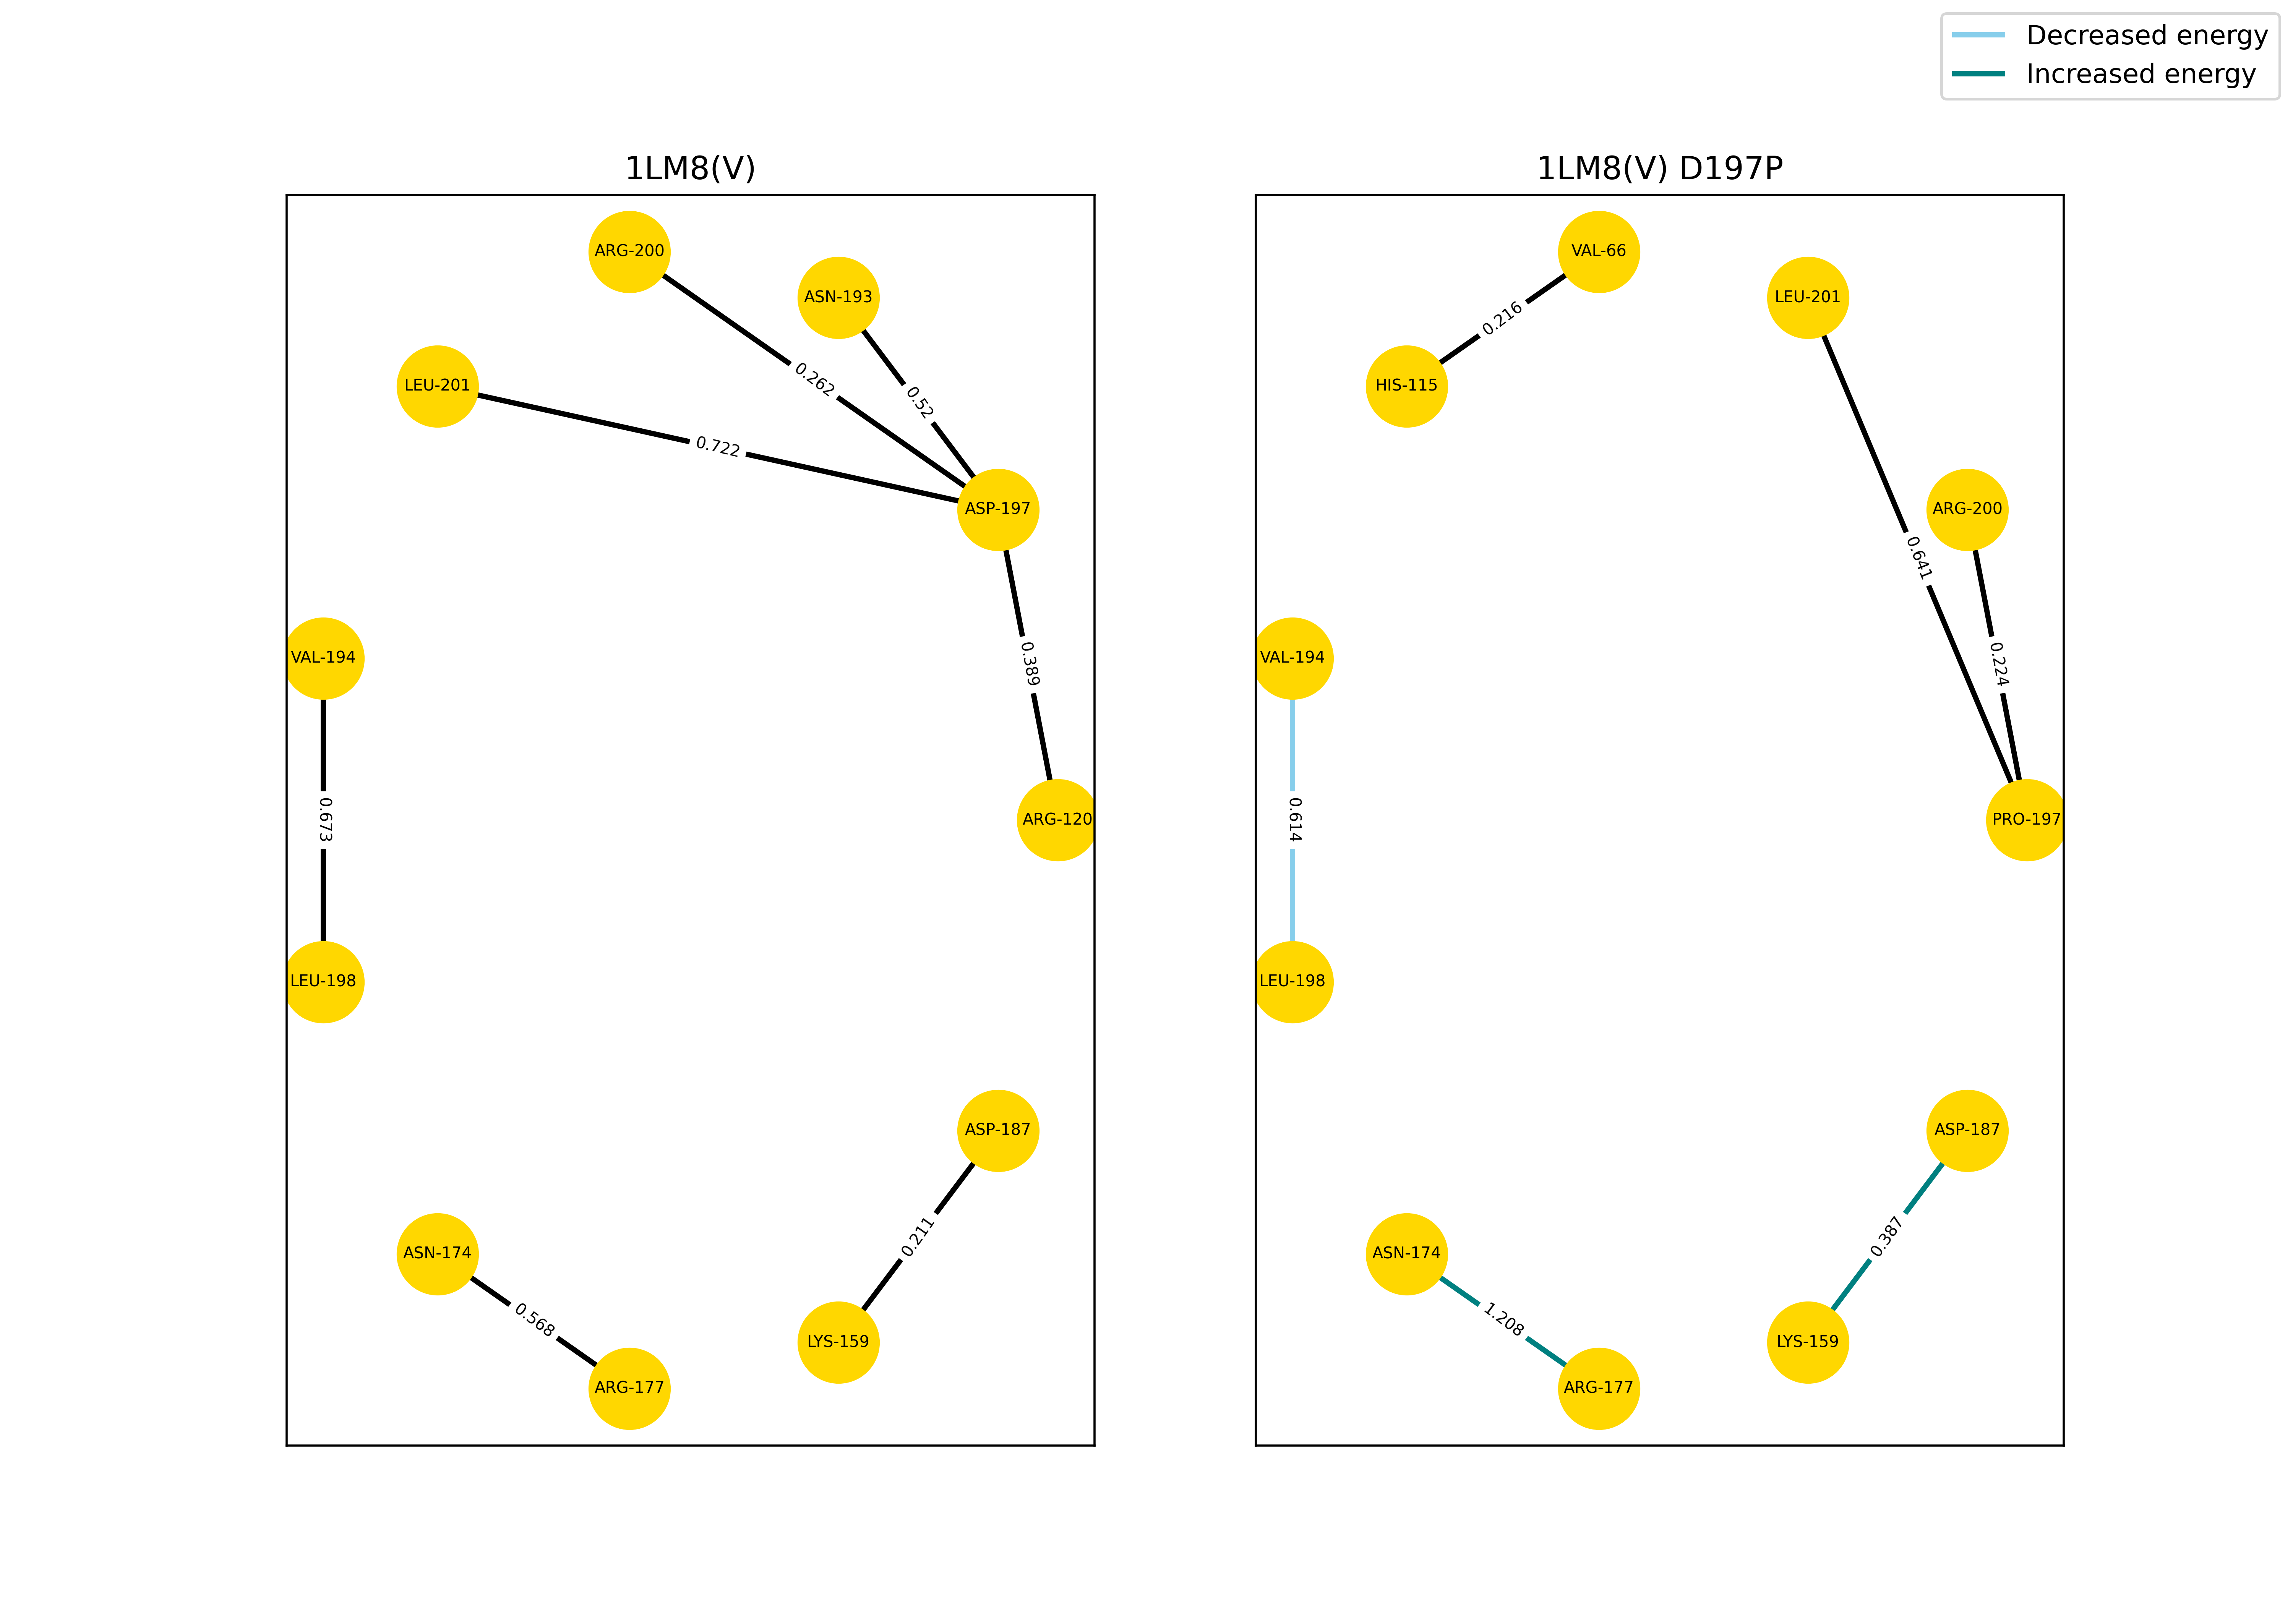 Decreased energy
Increased energy
1LM8(V)
ARG-200
ASN-193
LEU-201
0.262
0.52
0.722
ASP-197
0.389
VAL-194
0.673
ARG-120
LEU-198
ASP-187
0.211
ASN-174
0.568
LYS-159
ARG-177
1LM8(V) D197P
VAL-66
LEU-201
0.216
HIS-115
ARG-200
0.641
0.224
VAL-194
0.614
PRO-197
LEU-198
ASP-187
0.387
ASN-174
1.208
LYS-159
ARG-177